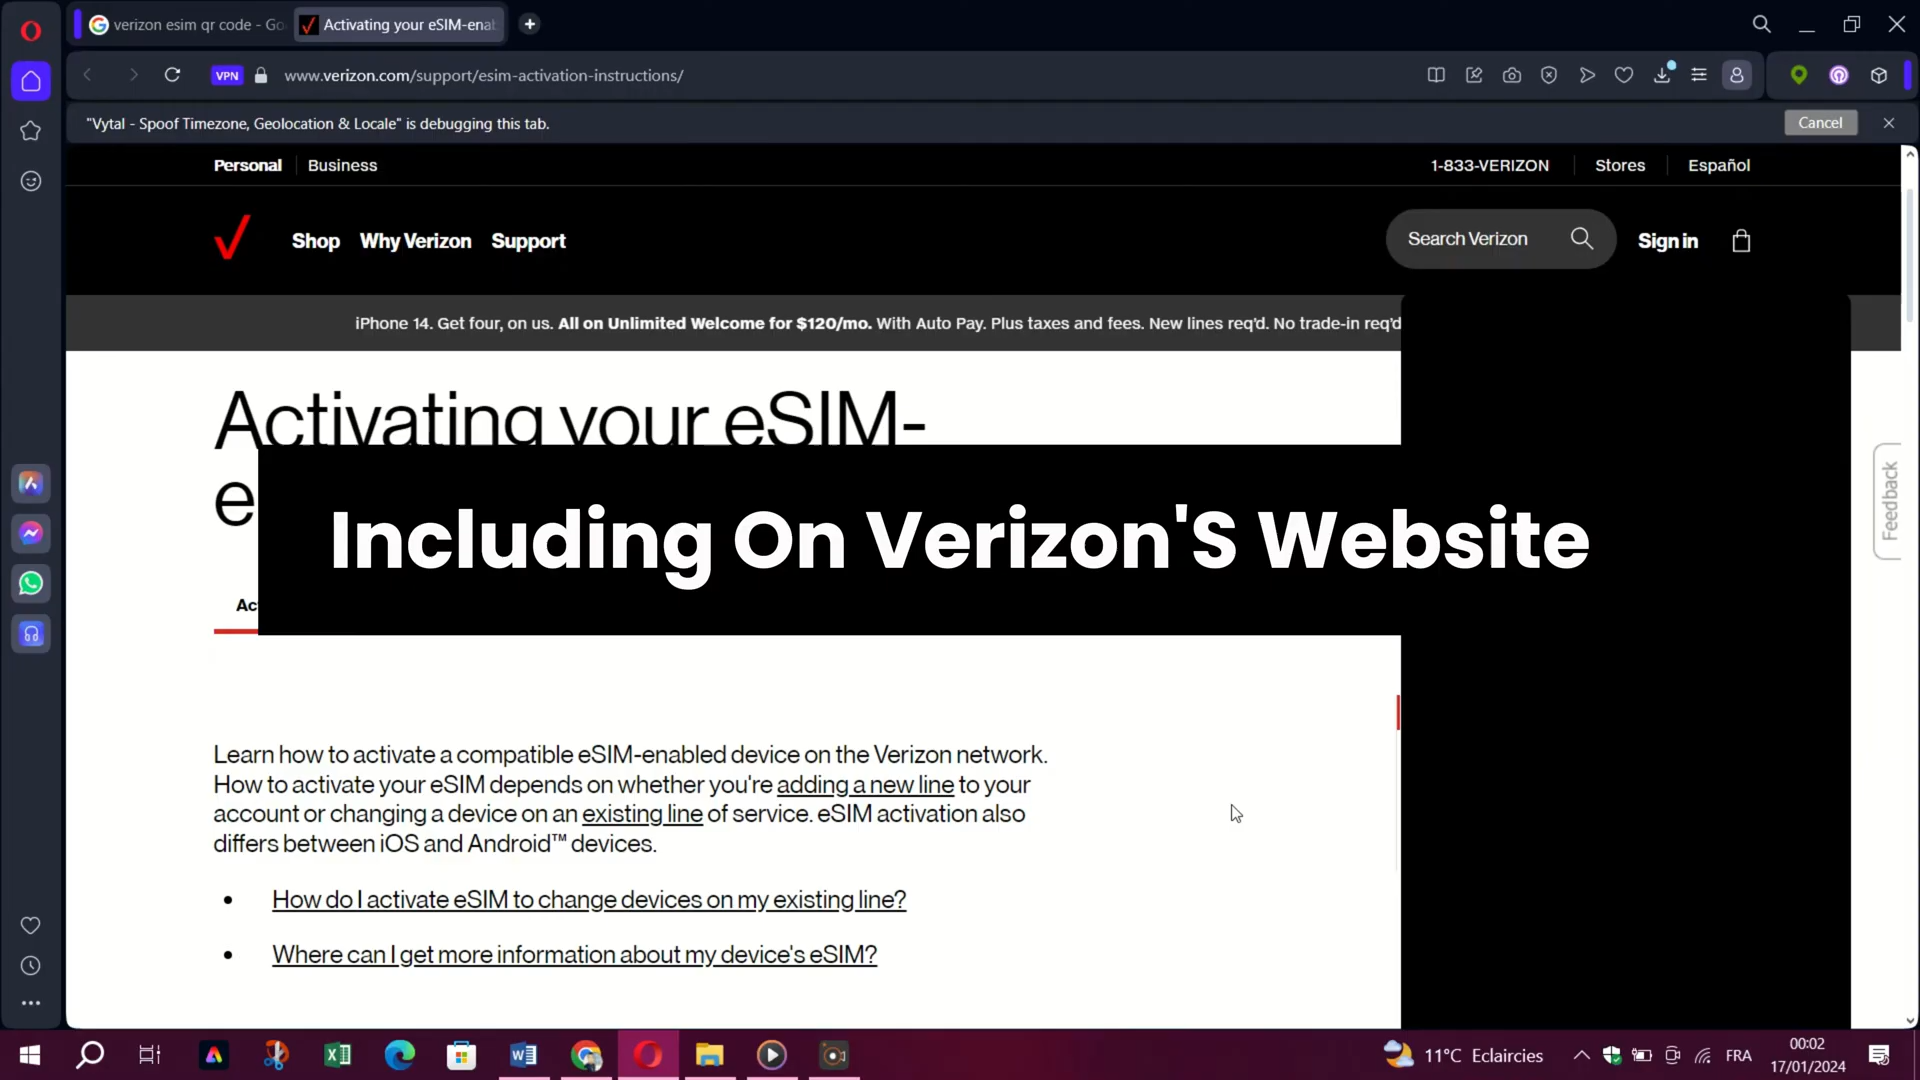 verizon esim qr code - Go
Activating your eSIM-ena
VPN
www.verizon.com/support/esim-activation-instructions/
"Vytal - Spoof Timezone, Geolocation & Locale" is debugging this tab.
Cancel
Personal
Business
1-833-VERIZON
Stores
Español
Shop
Why Verizon
Support
Search Verizon
Sign in
iPhone 14. Get four, on us. All on Unlimited Welcome for $120/mo. With Auto Pay. Plus taxes and fees. New lines req'd. No trade-in req'd
Activating your eSIM-
e
Including On Verizon'S Website
Feedback
Ac
Learn how to activate a compatible eSIM-enabled device on the Verizon network.
How to activate your eSIM depends on whether you're adding a new line to your
account or changing a device on an existing line of service. eSIM activation also
differs between iOS and Android™ devices.
• How do I activate eSIM to change devices on my existing line?
• Where can I get more information about my device's eSIM?
11°C Eclaircies
FRA
00:02
17/01/2024